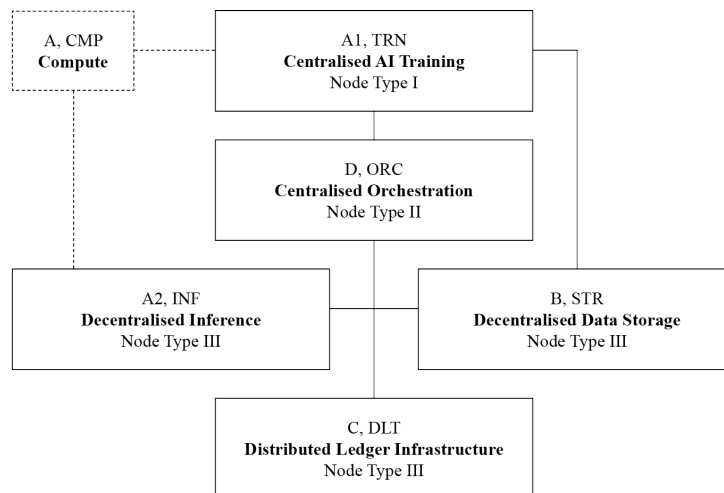 A, CMP
Compute
A1, TRN
Centralised AI Training
Node Type I
D, ORC
Centralised Orchestration
Node Type II
A2, INF
Decentralised Inference
Node Type III
B, STR
Decentralised Data Storage
Node Type III
C, DLT
Distributed Ledger Infrastructure
Node Type III